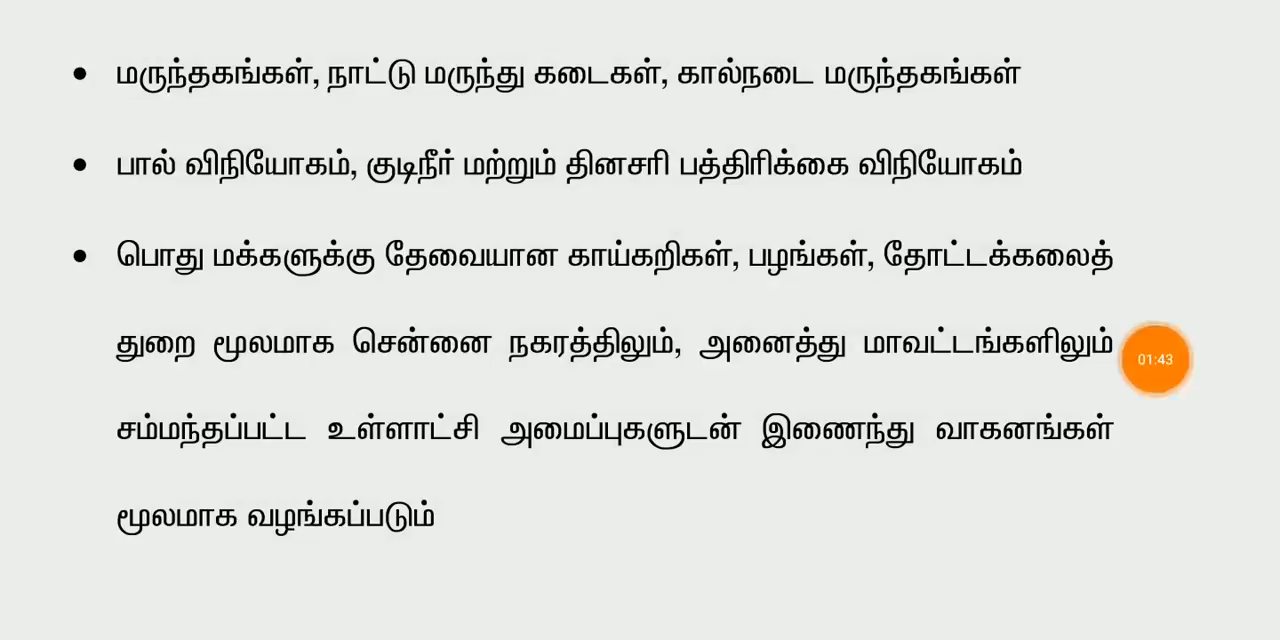 • மருந்தகங்கள், நாட்டு மருந்து கடைகள், கால்நடை மருந்தகங்கள்
• பால் விநியோகம், குடிநீர் மற்றும் தினசரி பத்திரிக்கை விநியோகம்
• பொது மக்களுக்கு தேவையான காய்கறிகள், பழங்கள், தோட்டக்கலைத்
துறை மூலமாக சென்னை நகரத்திலும், அனைத்து மாவட்டங்களிலும்
01:43
சம்மந்தப்பட்ட உள்ளாட்சி அமைப்புகளுடன் இணைந்து வாகனங்கள்
மூலமாக வழங்கப்படும்